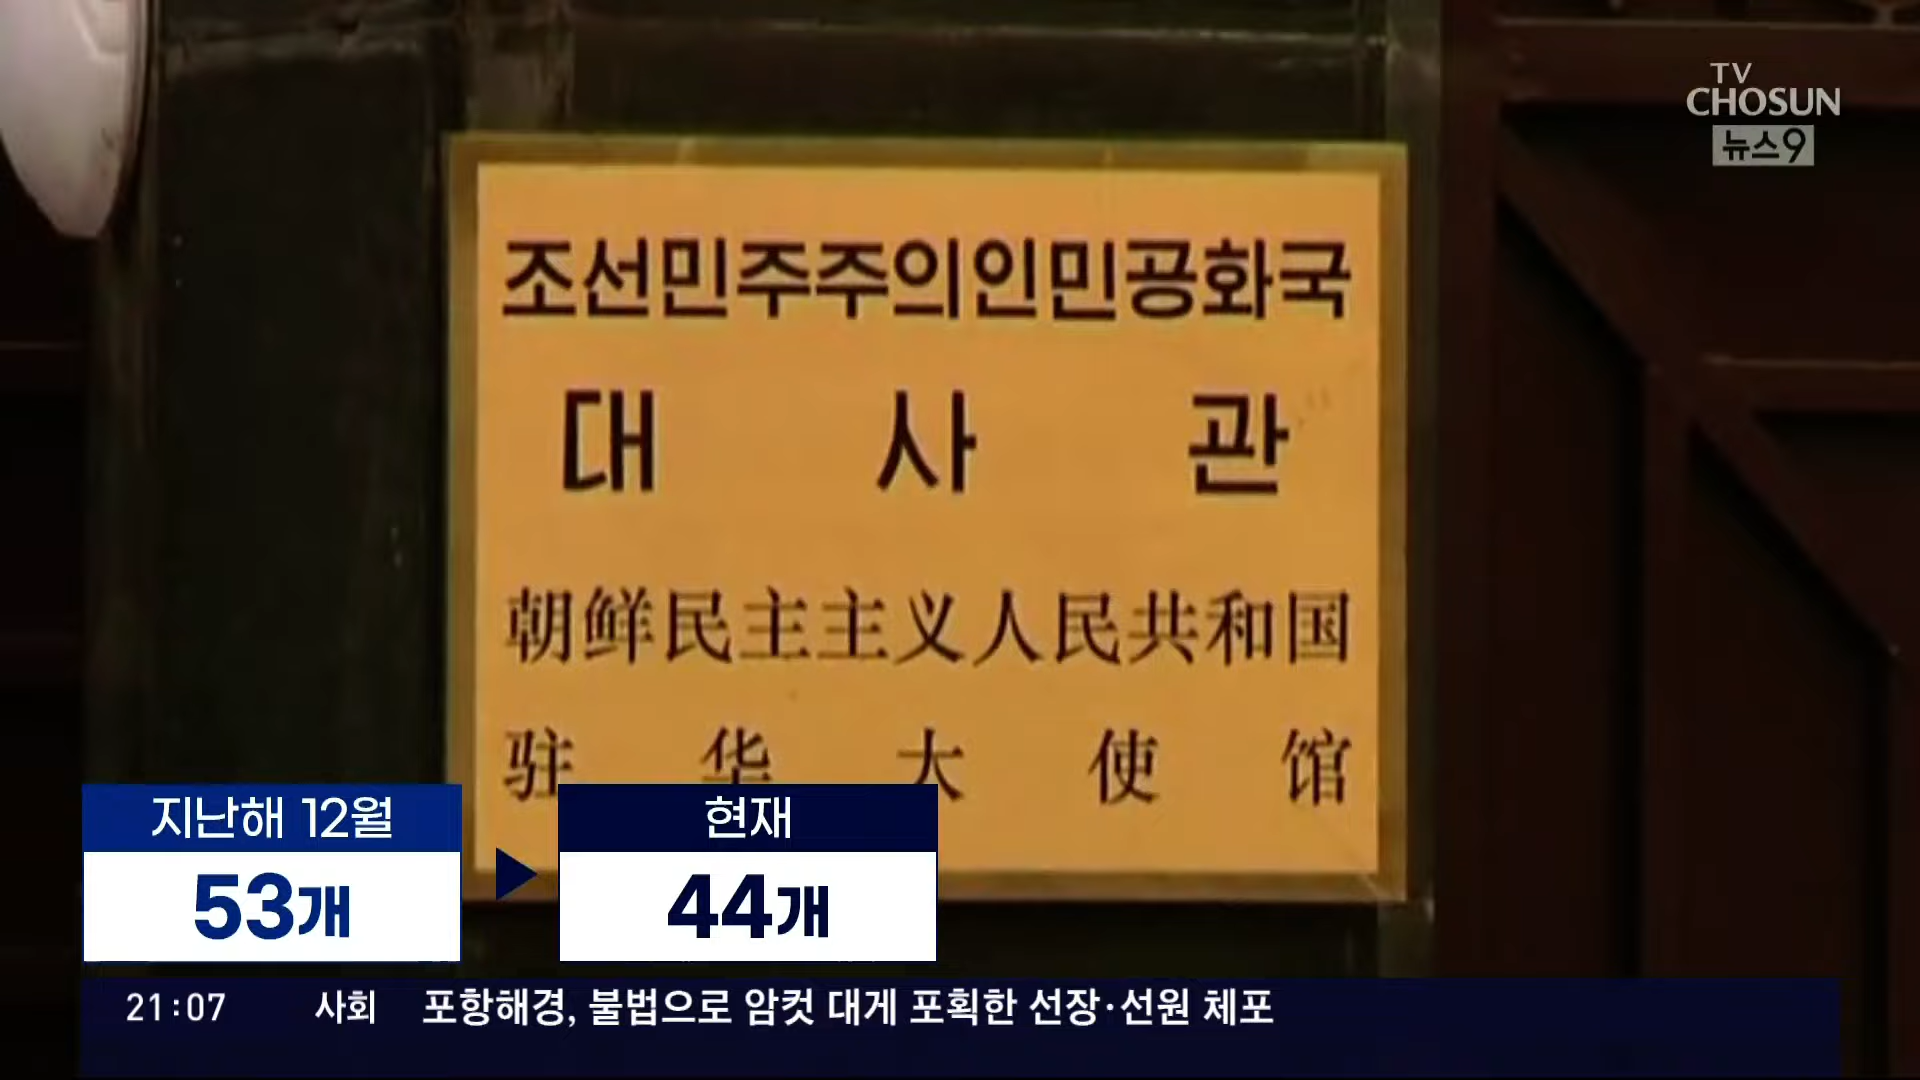 TV
CHOSUN
뉴스9
조선민주주의인민공화국
대 사 관
朝鲜民主主义人民共和国
驻 华 大 使 馆
지난해 12월
53개
현재
44개
21:07 사회 포항해경, 불법으로 암컷 대게 포획한 선장·선원 체포